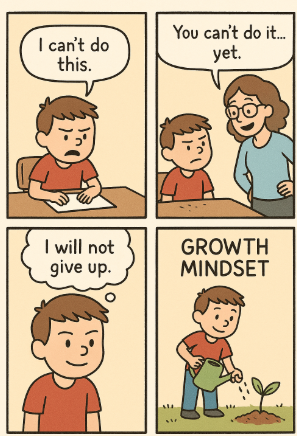 I can't do
this.
You can't do it...
yet.
I will not
give up.
GROWTH
MINDSET